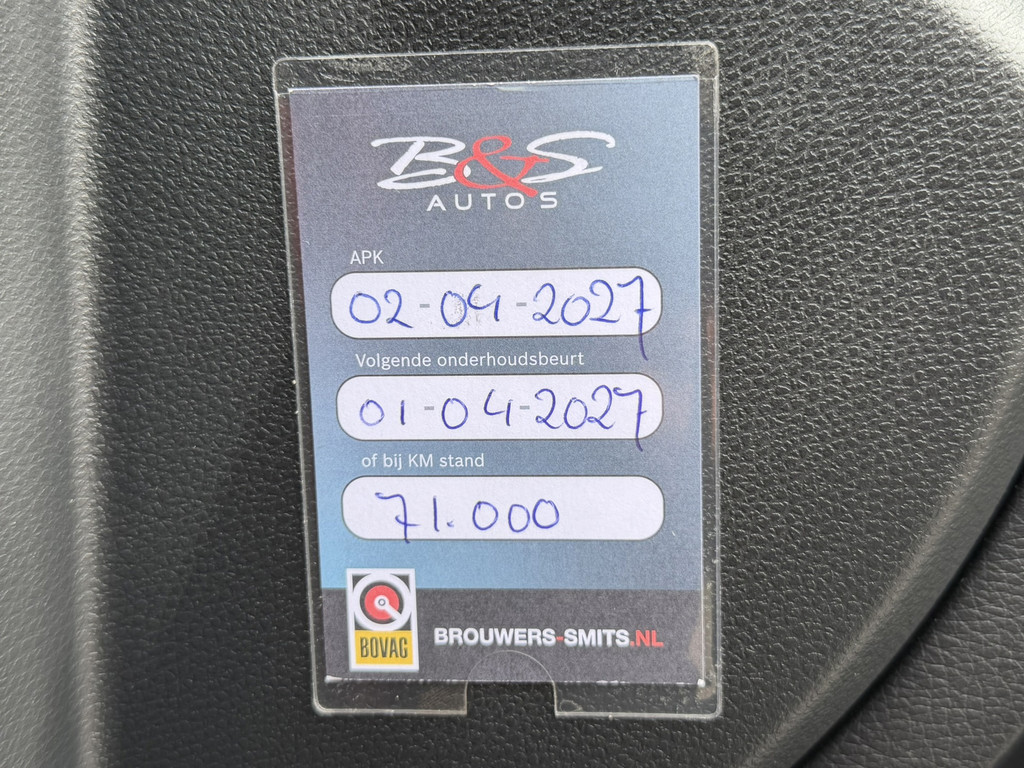 B&S
AUTO'S
APK
02-04-2027
Volgende onderhoudsbeurt
01-04-2027
of bij KM stand
71.000
BOVAG
BROUWERS-SMITS.NL